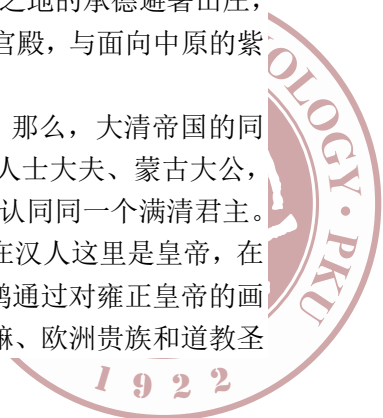 之地的承德避暑山庄，
宫殿，与面向中原的紫
那么，大清帝国的同
人士大夫、蒙古大公，
认同同一个满清君主。
在汉人这里是皇帝，在
鹉通过对雍正皇帝的画
麻、欧洲贵族和道教圣
OLOGY · PKU
1922